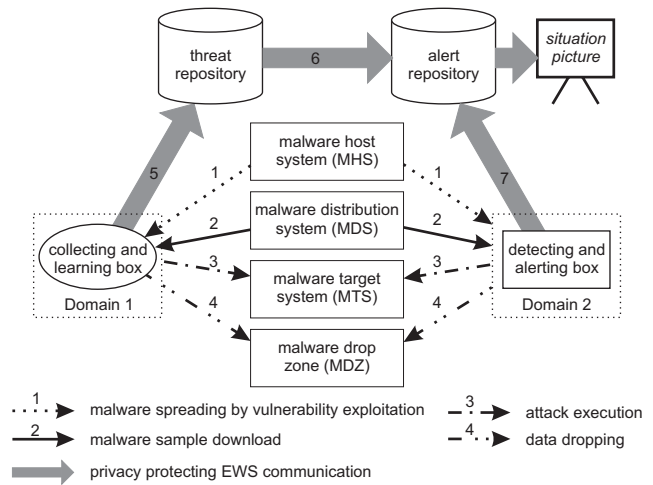 threat
repository
6
alert
repository
situation
picture
5
7
malware host
system (MHS)
1
1
malware distribution
system (MDS)
2
2
collecting and
learning box
Domain 1
detecting and
alerting box
Domain 2
3
3
malware target
system (MTS)
4
4
malware drop
zone (MDZ)
1 malware spreading by vulnerability exploitation
2 malware sample download
privacy protecting EWS communication
3 attack execution
4 data dropping